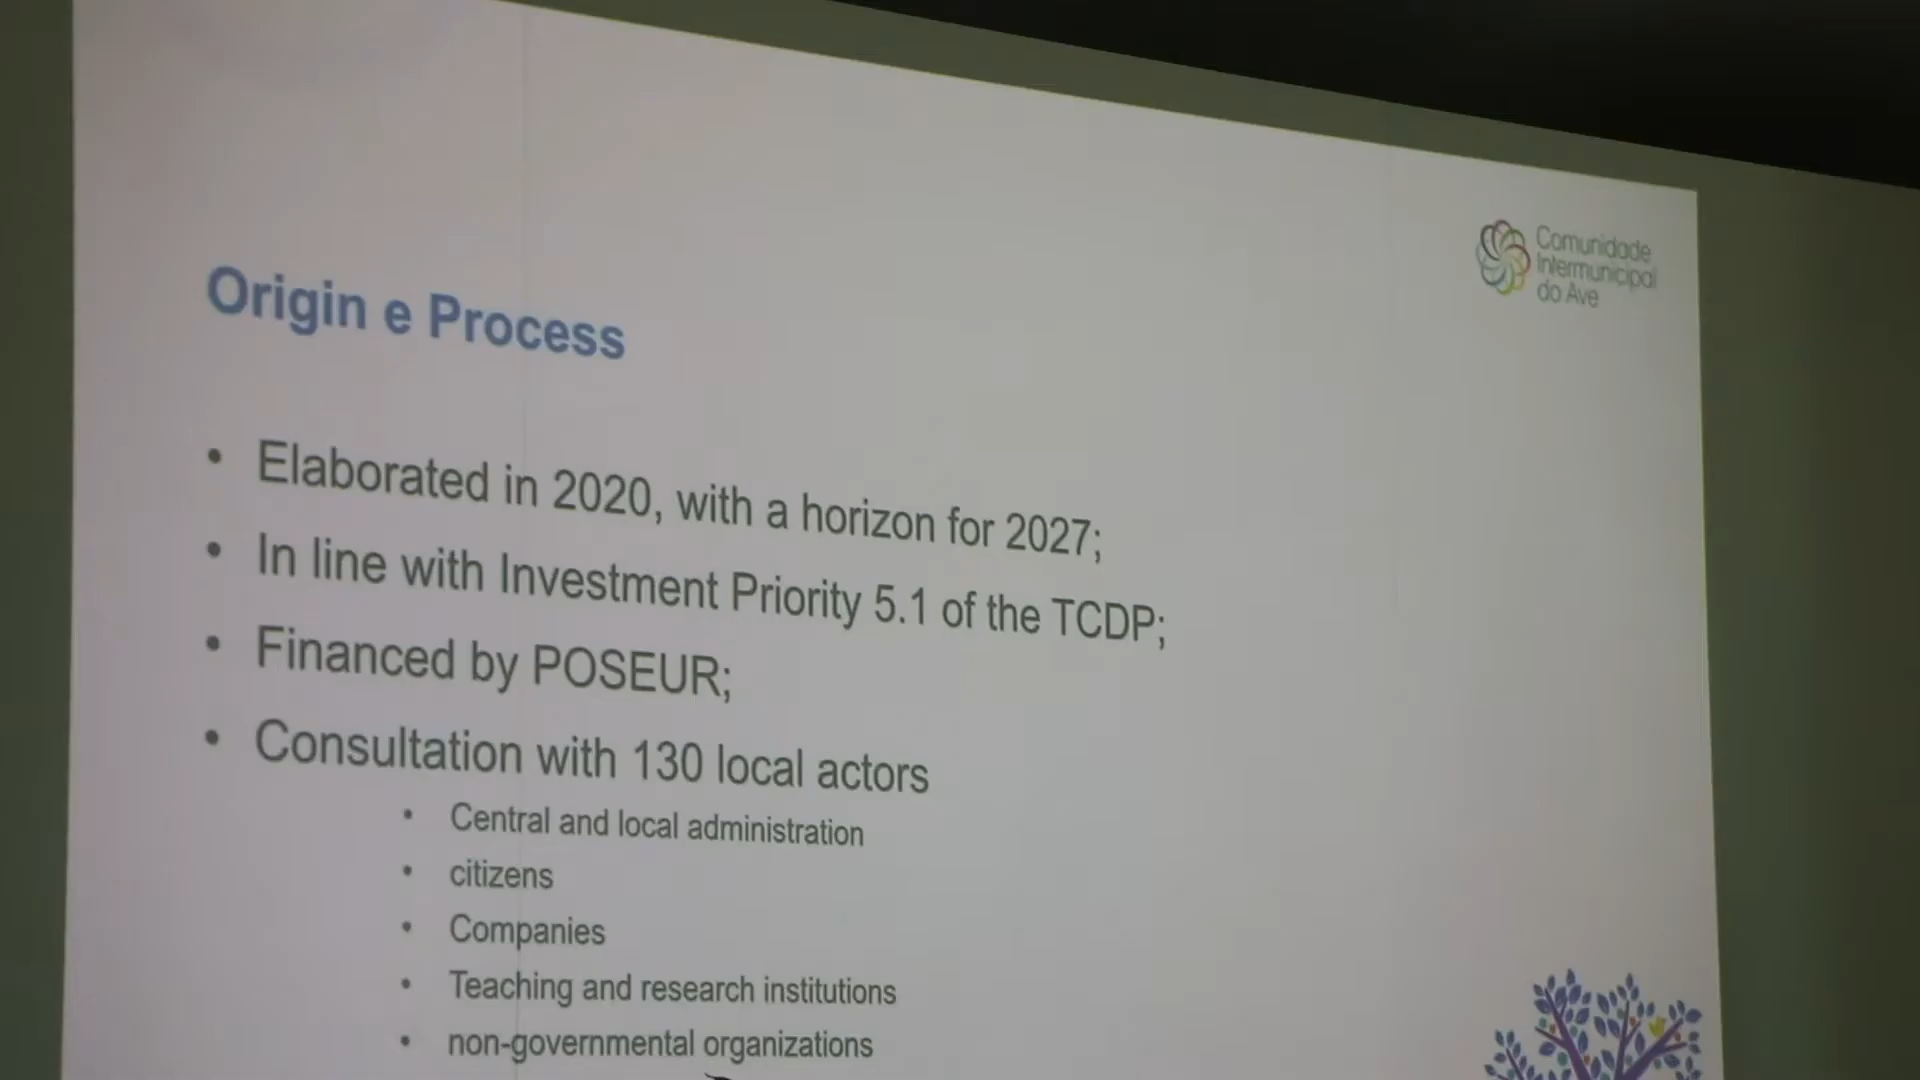 Comunidade
Intermunicipal
do Ave
Origin e Process
• Elaborated in 2020, with a horizon for 2027;
• In line with Investment Priority 5.1 of the TCDP;
• Financed by POSEUR;
• Consultation with 130 local actors
• Central and local administration
• citizens
• Companies
• Teaching and research institutions
• non-governmental organizations